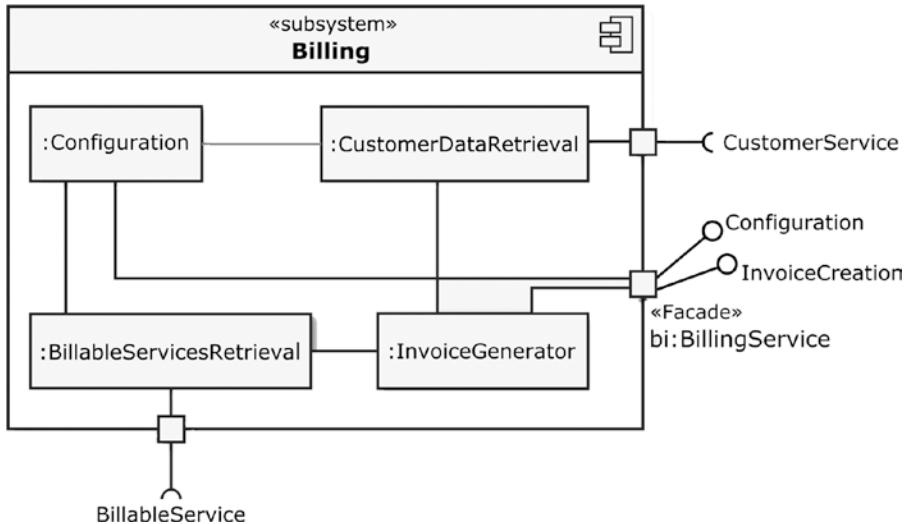 «subsystem»
Billing
:Configuration
:CustomerDataRetrieval
CustomerService
Configuration
InvoiceCreation
«Facade»
bi:BillingService
:BillableServicesRetrieval
:InvoiceGenerator
BillableService